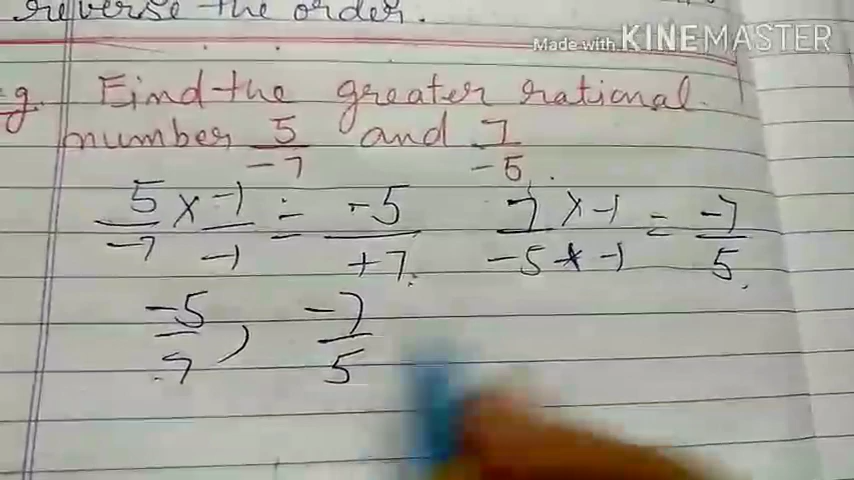 reverse the order.
Made with KINEMASTER
eg. Find the greater rational
number 5/-7 and 7/-5.
5/-7 × -1/-1 = -5/+7. 7 × -1/-5 * -1 = -7/5.
-5/7, -7/5